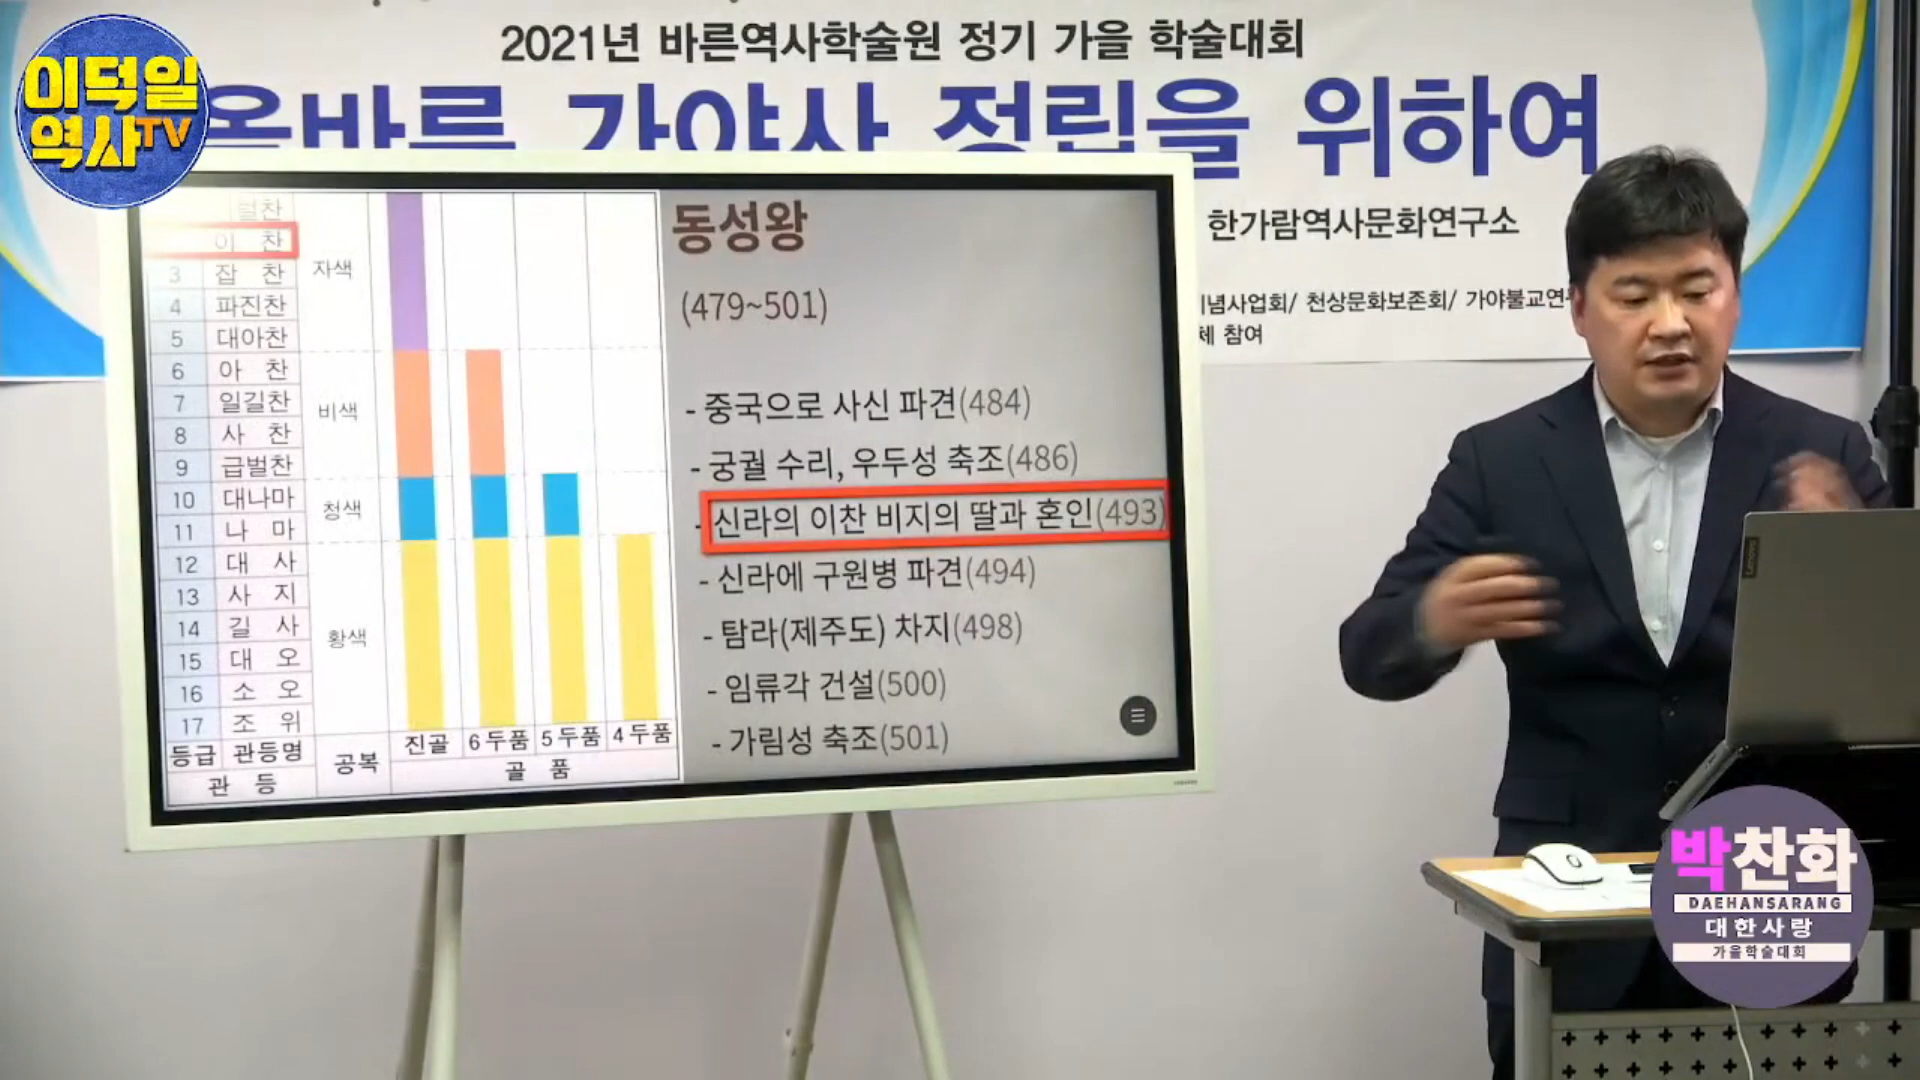 2021년 바른역사학술원 정기 가을 학술대회
올바른 가야사 정립을 위하여
한가람역사문화연구소
념사업회/ 천상문화보존회/ 가야불교연
체 참여
이덕일
역사TV
벌찬
이 찬
3 잡 찬
4 파진찬
5 대아찬
자색
6 아 찬
7 일길찬
8 사 찬
9 급벌찬
비색
10 대나마
11 나 마
청색
12 대 사
13 사 지
14 길 사
15 대 오
16 소 오
17 조 위
황색
등급 관등명
관 등
공복
진골 6두품 5두품 4두품
골 품
동성왕
(479~501)
- 중국으로 사신 파견(484)
- 궁궐 수리, 우두성 축조(486)
- 신라의 이찬 비지의 딸과 혼인(493)
- 신라에 구원병 파견(494)
- 탐라(제주도) 차지(498)
- 임류각 건설(500)
- 가림성 축조(501)
Lenovo
박찬화
DAEHANSARANG
대한사랑
가을학술대회